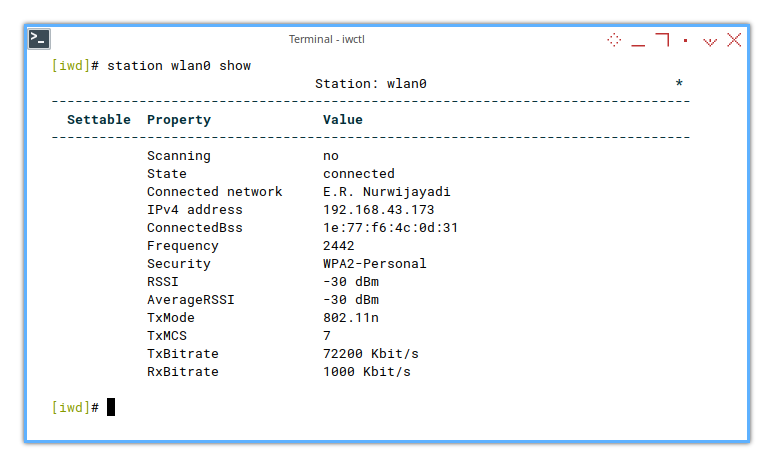 Terminal - iwctl
[iwd]# station wlan0 show
Station: wlan0 *
--------------------------------------------------------------------------------
Settable Property Value
--------------------------------------------------------------------------------
Scanning no
State connected
Connected network E.R. Nurwijayadi
IPv4 address 192.168.43.173
ConnectedBss 1e:77:f6:4c:0d:31
Frequency 2442
Security WPA2-Personal
RSSI -30 dBm
AverageRSSI -30 dBm
TxMode 802.11n
TxMCS 7
TxBitrate 72200 Kbit/s
RxBitrate 1000 Kbit/s
[iwd]#